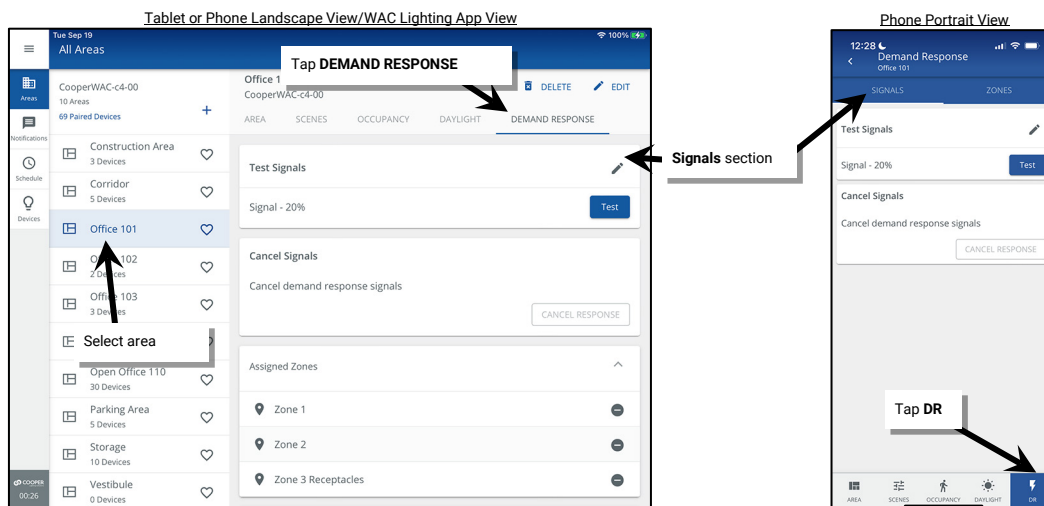 Tablet or Phone Landscape View/WAC Lighting App View
Tue Sep 19
100%
All Areas
Areas
Notifications
Schedule
Devices
COOPER
00:26
CooperWAC-c4-00
10 Areas
69 Paired Devices
+
Construction Area
3 Devices
Corridor
5 Devices
Office 101
Office 102
2 Devices
Office 103
3 Devices
Select area
Open Office 110
30 Devices
Parking Area
5 Devices
Storage
10 Devices
Vestibule
0 Devices
Tap DEMAND RESPONSE
Office 1
CooperWAC-c4-00
DELETE
EDIT
AREA SCENES OCCUPANCY DAYLIGHT DEMAND RESPONSE
Test Signals
Signal - 20%
Test
Cancel Signals
Cancel demand response signals
CANCEL RESPONSE
Assigned Zones
Zone 1
Zone 2
Zone 3 Receptacles
Signals section
Phone Portrait View
12:28
Demand Response
Office 101
SIGNALS ZONES
Test Signals
Signal - 20%
Test
Cancel Signals
Cancel demand response signals
CANCEL RESPONSE
Tap DR
AREA SCENES OCCUPANCY DAYLIGHT DR